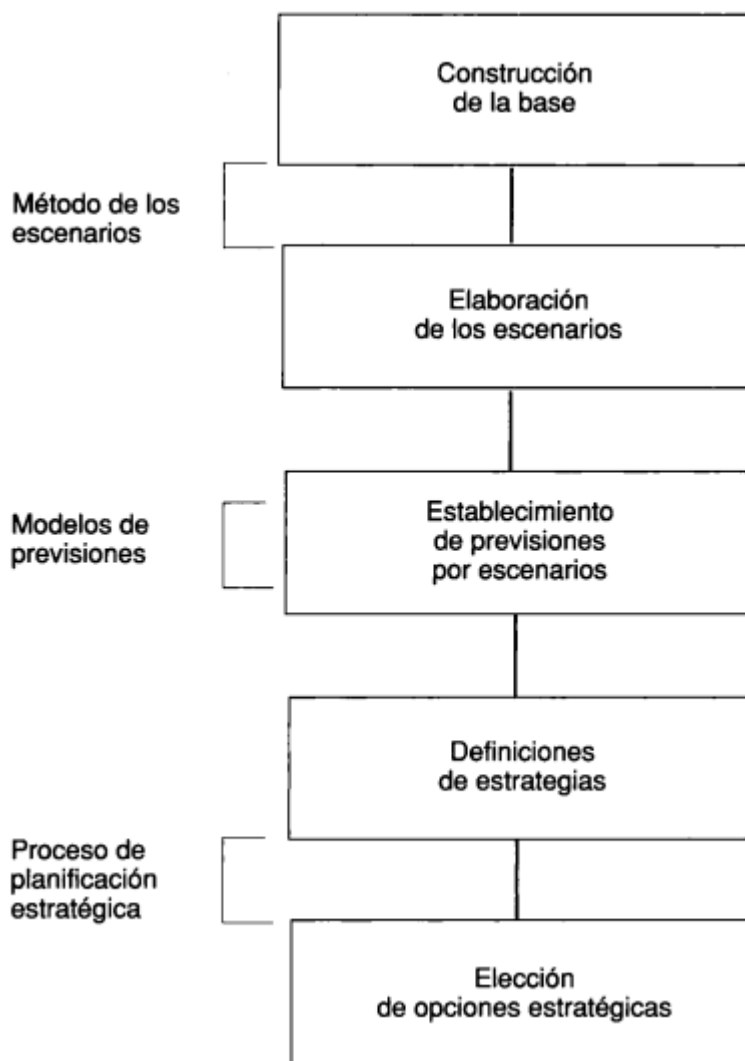 Construcción
de la base
Método de los
escenarios
Elaboración
de los escenarios
Modelos de
previsiones
Establecimiento
de previsiones
por escenarios
Definiciones
de estrategias
Proceso de
planificación
estratégica
Elección
de opciones estratégicas